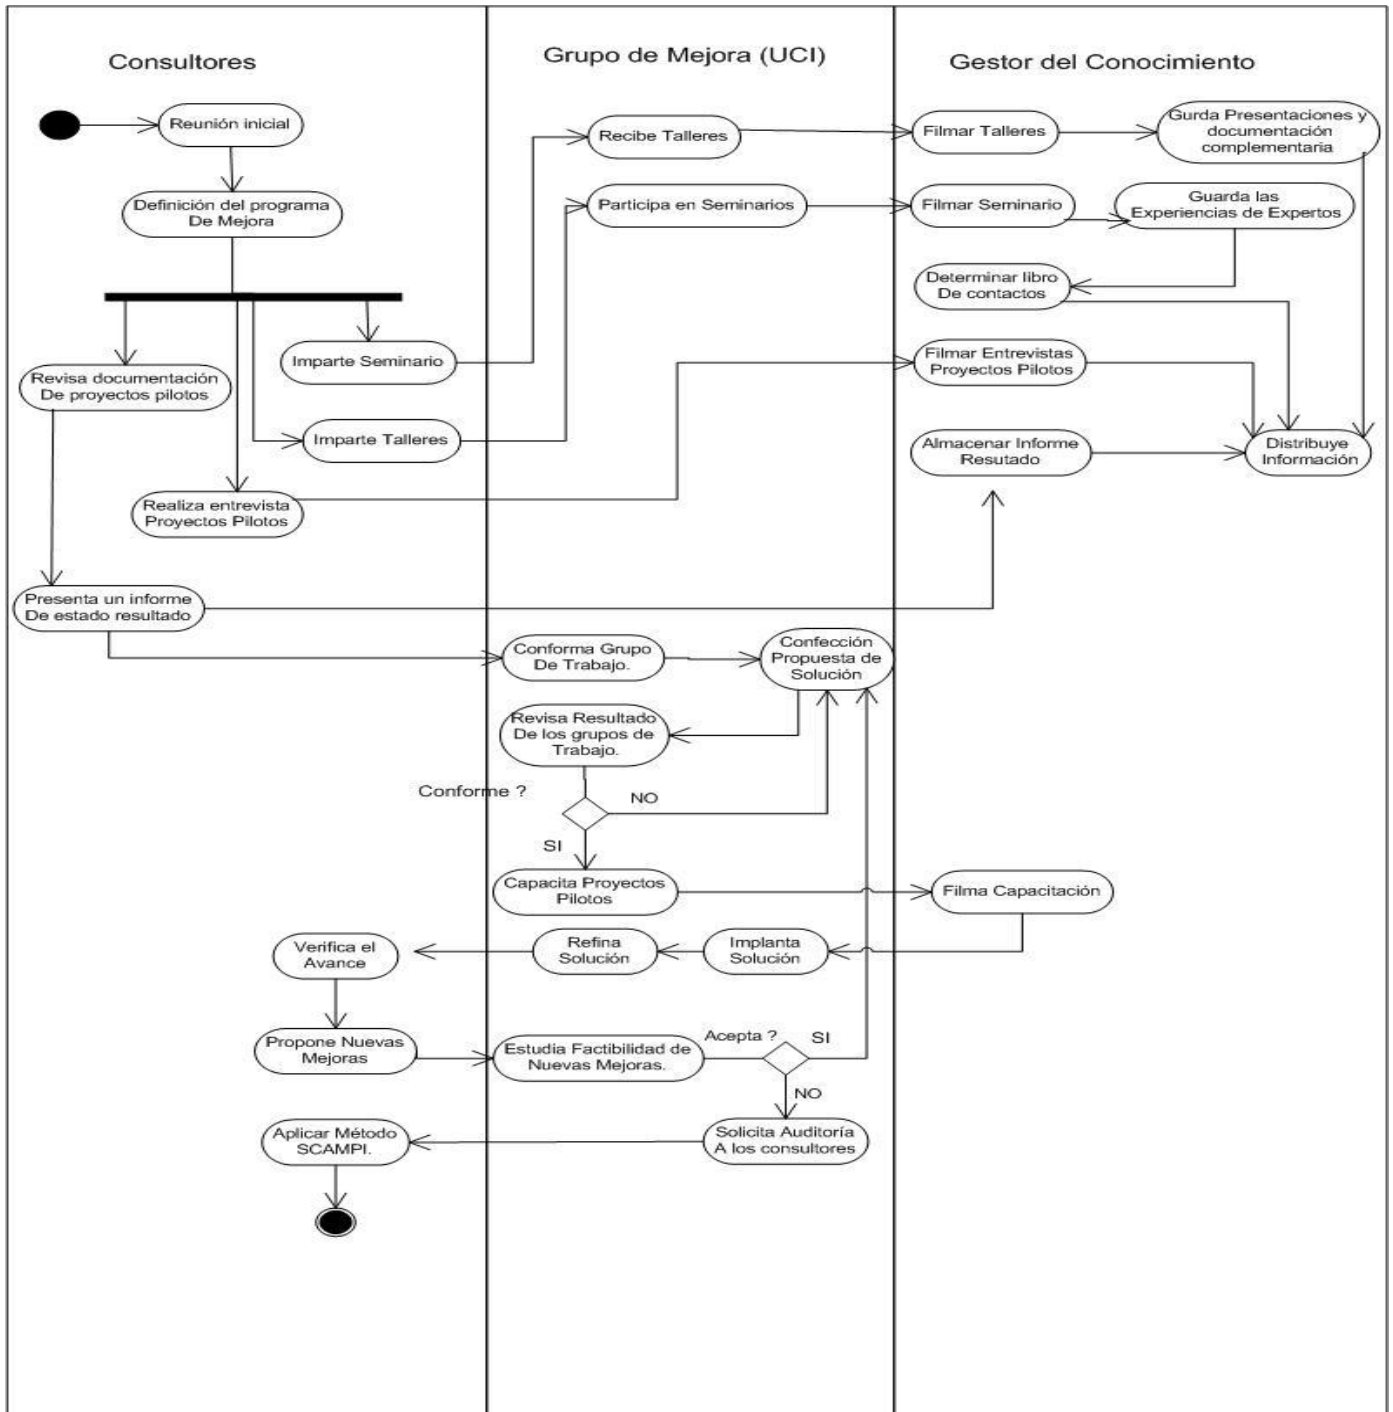 Consultores
Grupo de Mejora (UCI)
Gestor del Conocimiento
Reunión inicial
Recibe Talleres
Filmar Talleres
Gurda Presentaciones y
documentación
complementaria
Definición del programa
De Mejora
Participa en Seminarios
Filmar Seminario
Guarda las
Experiencias de Expertos
Determinar libro
De contactos
Imparte Seminario
Filmar Entrevistas
Proyectos Pilotos
Revisa documentación
De proyectos pilotos
Imparte Talleres
Almacenar Informe
Resutado
Distribuye
Información
Realiza entrevista
Proyectos Pilotos
Presenta un informe
De estado resultado
Conforma Grupo
De Trabajo.
Confección
Propuesta de
Solución
Revisa Resultado
De los grupos de
Trabajo.
Conforme ?
NO
SI
Capacita Proyectos
Pilotos
Filma Capacitación
Verifica el
Avance
Refina
Solución
Implanta
Solución
Propone Nuevas
Mejoras
Estudia Factibilidad de
Nuevas Mejoras.
Acepta ?
SI
NO
Aplicar Método
SCAMPI.
Solicita Auditoría
A los consultores